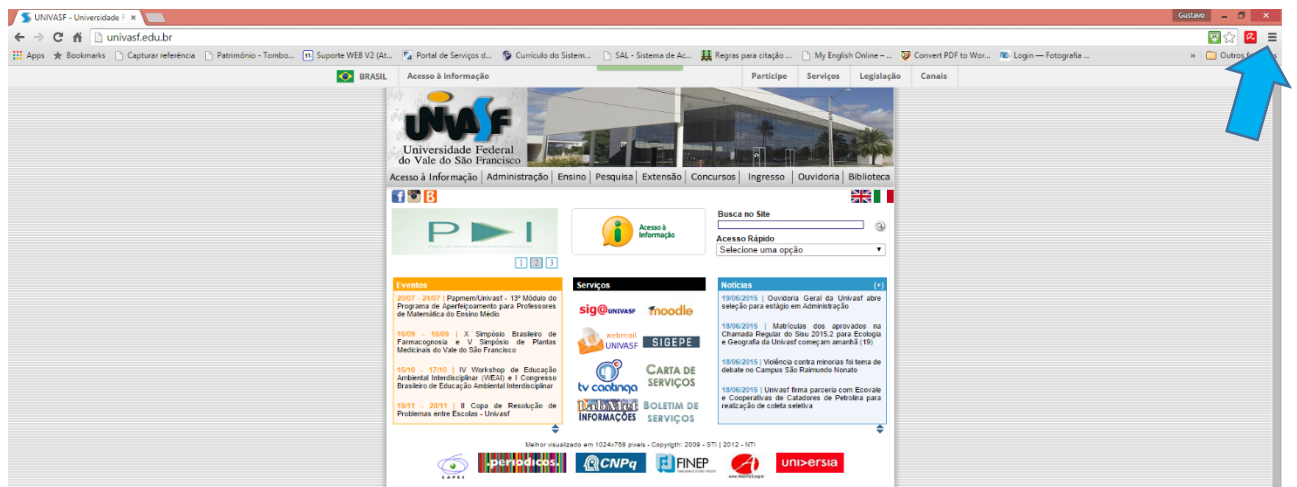 UNIVASF - Universidade F
Gustavo
univasf.edu.br
Apps Bookmarks Capturar referência Patrimônio - Tombo... Suporte WEB V2 (At... Portal de Serviços d... Currículo do Sistem... SAL - Sistema de Ac... Regras para citação ... My English Online – ... Convert PDF to Wor... Login — Fotografia ... » Outros
BRASIL Acesso à informação Participe Serviços Legislação Canais
UNIVASF
Universidade Federal
do Vale do São Francisco
Acesso à Informação Administração Ensino Pesquisa Extensão Concursos Ingresso Ouvidoria Biblioteca
PDI
1 2 3
Acesso à
Informação
Busca no Site
Acesso Rápido
Selecione uma opção
Eventos
20/07 - 24/07 | Papmem/Univasf - 13º Módulo do
Programa de Aperfeiçoamento para Professores
de Matemática do Ensino Médio
16/09 - 19/09 | X Simpósio Brasileiro de
Farmacognosia e V Simpósio de Plantas
Medicinais do Vale do São Francisco
15/10 - 17/10 | IV Workshop de Educação
Ambiental Interdisciplinar (WEAI) e I Congresso
Brasileiro de Educação Ambiental Interdisciplinar
19/11 - 20/11 | II Copa de Resolução de
Problemas entre Escolas - Univasf
Serviços
sig@UNIVASF moodle
webmail
UNIVASF
SIGEPE
tv caatinga
CARTA DE
SERVIÇOS
DabMet
INFORMAÇÕES
BOLETIM DE
SERVIÇOS
Notícias (+)
19/06/2015 | Ouvidoria Geral da Univasf abre
seleção para estágio em Administração
18/06/2015 | Matrículas dos aprovados na
Chamada Regular do Sisu 2015.2 para Ecologia
e Geografia da Univasf começam amanhã (19)
18/06/2015 | Violência contra minorias foi tema de
debate no Campus São Raimundo Nonato
18/06/2015 | Univasf firma parceria com Ecovale
e Cooperativas de Catadores de Petrolina para
realização de coleta seletiva
Melhor visualizado em 1024x768 pixels - Copyright: 2009 - STI | 2012 - NTI
CAPES
.periodicos.
CNPq
FINEP
universia